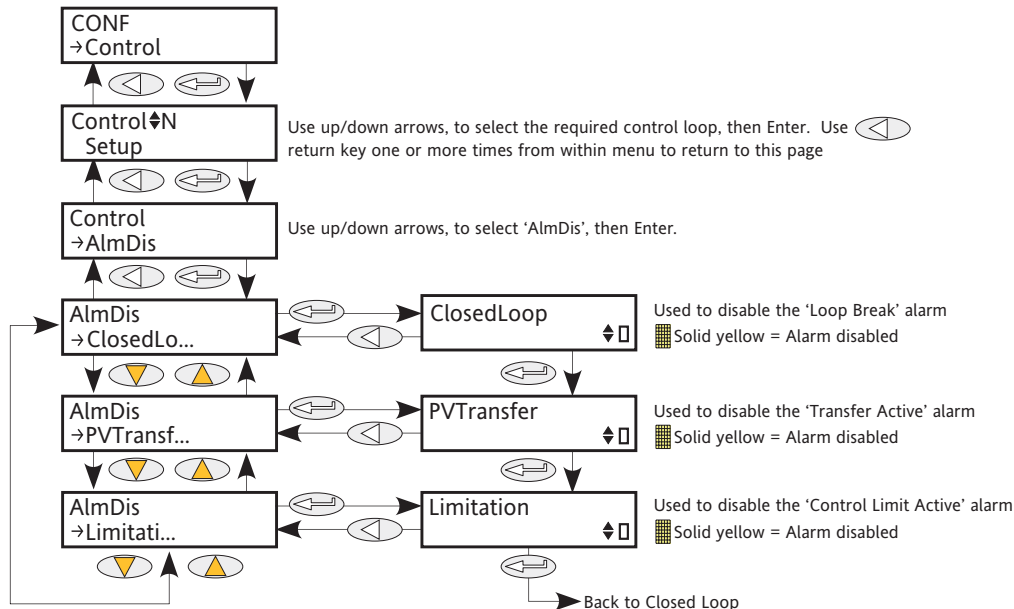 CONF
→Control
Control♦N
Setup
Use up/down arrows, to select the required control loop, then Enter. Use
return key one or more times from within menu to return to this page
Control
→AlmDis
Use up/down arrows, to select 'AlmDis', then Enter.
AlmDis
→ClosedLo...
ClosedLoop
Used to disable the 'Loop Break' alarm
Solid yellow = Alarm disabled
AlmDis
→PVTransf...
PVTransfer
Used to disable the 'Transfer Active' alarm
Solid yellow = Alarm disabled
AlmDis
→Limitati...
Limitation
Used to disable the 'Control Limit Active' alarm
Solid yellow = Alarm disabled
Back to Closed Loop